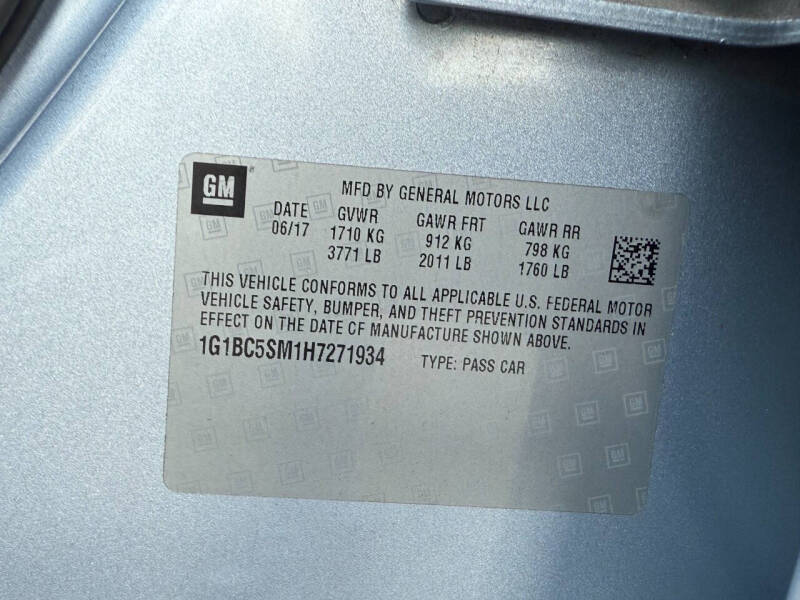 GM
MFD BY GENERAL MOTORS LLC
DATE GVWR GAWR FRT GAWR RR
06/17 1710 KG 912 KG 798 KG
3771 LB 2011 LB 1760 LB
THIS VEHICLE CONFORMS TO ALL APPLICABLE U.S. FEDERAL MOTOR
VEHICLE SAFETY, BUMPER, AND THEFT PREVENTION STANDARDS IN
EFFECT ON THE DATE OF MANUFACTURE SHOWN ABOVE.
1G1BC5SM1H7271934 TYPE: PASS CAR